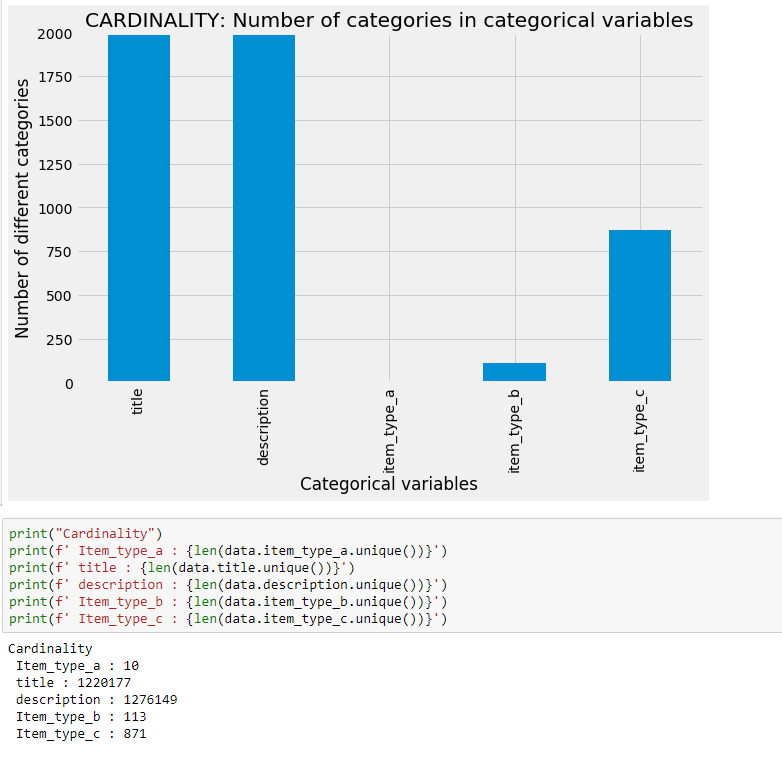 CARDINALITY: Number of categories in categorical variables
2000
1750
1500
1250
1000
750
500
250
0
Number of different categories
title
description
item_type_a
item_type_b
item_type_c
Categorical variables
print("Cardinality")
print(f' Item_type_a : {len(data.item_type_a.unique())}')
print(f' title : {len(data.title.unique())}')
print(f' description : {len(data.description.unique())}')
print(f' Item_type_b : {len(data.item_type_b.unique())}')
print(f' Item_type_c : {len(data.item_type_c.unique())}')
Cardinality
 Item_type_a : 10
 title : 1220177
 description : 1276149
 Item_type_b : 113
 Item_type_c : 871